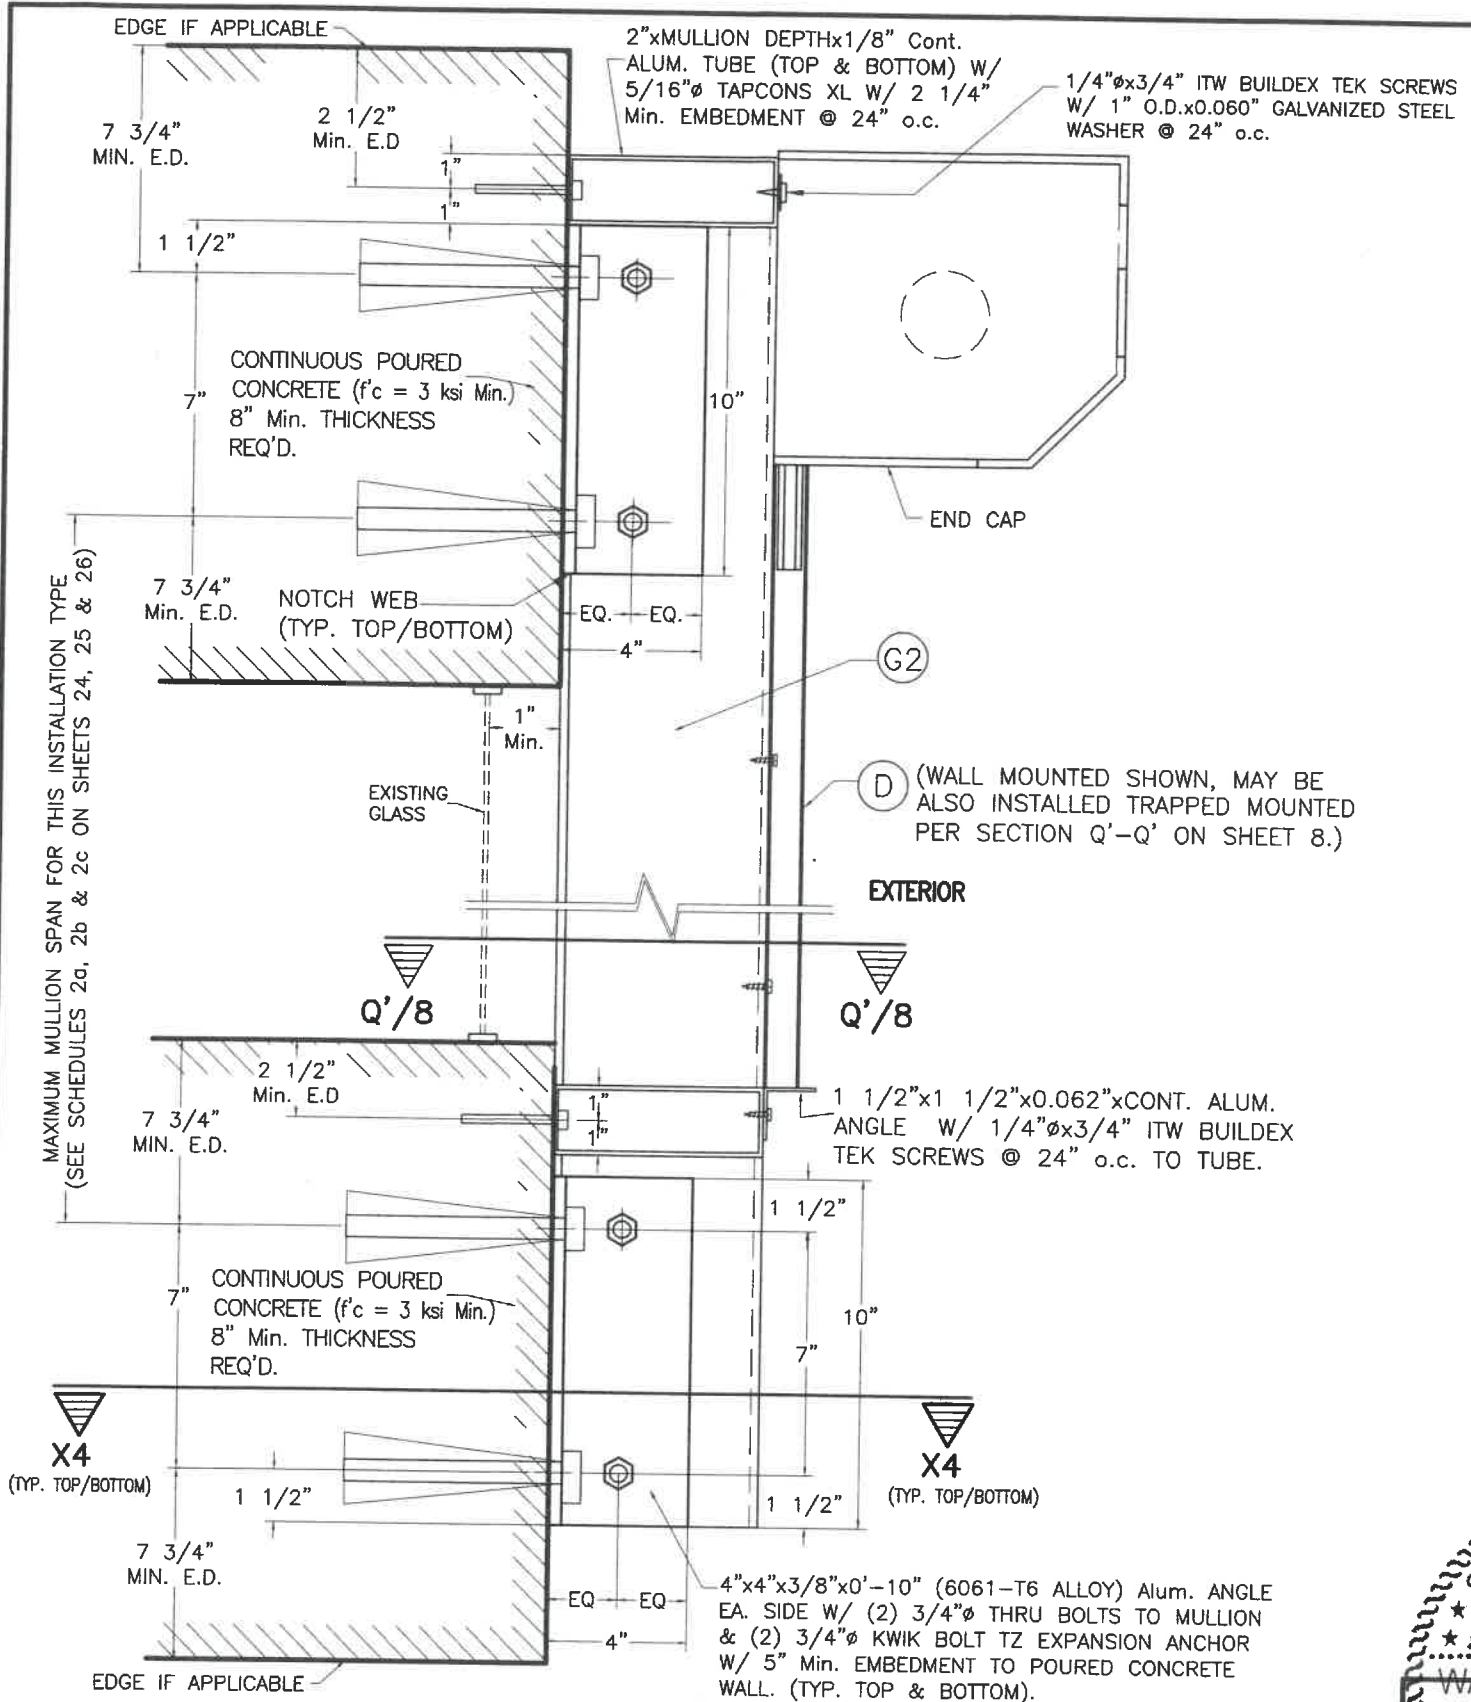 EDGE IF APPLICABLE
2"xMULLION DEPTHx1/8" Cont.
ALUM. TUBE (TOP & BOTTOM) W/
5/16"ø TAPCONS XL W/ 2 1/4"
Min. EMBEDMENT @ 24" o.c.
1/4"øx3/4" ITW BUILDEX TEK SCREWS
W/ 1" O.D.x0.060" GALVANIZED STEEL
WASHER @ 24" o.c.
7 3/4"
MIN. E.D.
2 1/2"
Min. E.D
1"
1"
1 1/2"
7"
CONTINUOUS POURED
CONCRETE (f'c = 3 ksi Min.)
8" Min. THICKNESS
REQ'D.
10"
END CAP
7 3/4"
Min. E.D.
NOTCH WEB
(TYP. TOP/BOTTOM)
EQ.
EQ.
4"
G2
MAXIMUM MULLION SPAN FOR THIS INSTALLATION TYPE
(SEE SCHEDULES 2a, 2b & 2c ON SHEETS 24, 25 & 26)
1"
Min.
EXISTING
GLASS
D
(WALL MOUNTED SHOWN, MAY BE
ALSO INSTALLED TRAPPED MOUNTED
PER SECTION Q'-Q' ON SHEET 8.)
EXTERIOR
Q'/8
Q'/8
2 1/2"
Min. E.D
7 3/4"
MIN. E.D.
1"
1"
1 1/2"x1 1/2"x0.062"xCONT. ALUM.
ANGLE W/ 1/4"øx3/4" ITW BUILDEX
TEK SCREWS @ 24" o.c. TO TUBE.
1 1/2"
7"
CONTINUOUS POURED
CONCRETE (f'c = 3 ksi Min.)
8" Min. THICKNESS
REQ'D.
10"
7"
X4
(TYP. TOP/BOTTOM)
X4
(TYP. TOP/BOTTOM)
1 1/2"
1 1/2"
7 3/4"
MIN. E.D.
EQ
EQ
4"
4"x4"x3/8"x0'-10" (6061-T6 ALLOY) Alum. ANGLE
EA. SIDE W/ (2) 3/4"ø THRU BOLTS TO MULLION
& (2) 3/4"ø KWIK BOLT TZ EXPANSION ANCHOR
W/ 5" Min. EMBEDMENT TO POURED CONCRETE
WALL. (TYP. TOP & BOTTOM).
EDGE IF APPLICABLE